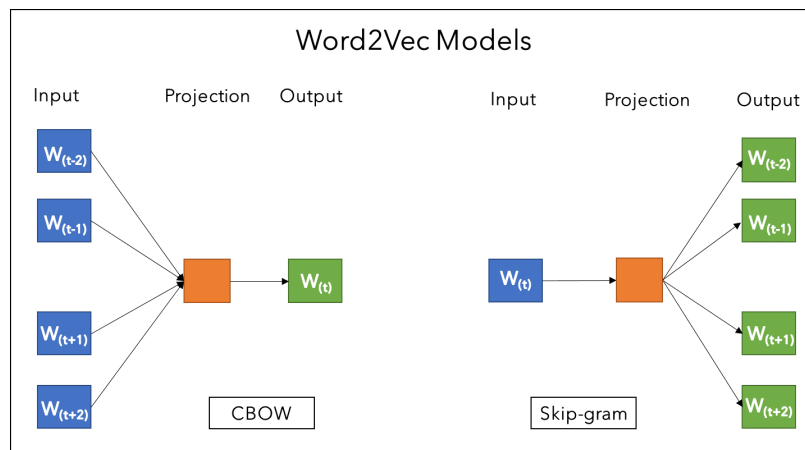 Word2Vec Models
Input Projection Output
W(t-2)
W(t-1)
W(t)
W(t+1)
W(t+2)
CBOW
Input Projection Output
W(t-2)
W(t-1)
W(t)
W(t+1)
W(t+2)
Skip-gram